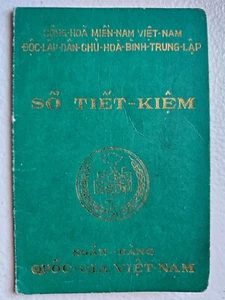 CỘNG-HOÀ MIỀN-NAM VIỆT-NAM
ĐỘC-LẬP-DÂN-CHỦ-HOÀ-BÌNH-TRUNG-LẬP
SỔ TIẾT-KIỆM
NGÂN-HÀNG
QUỐC-GIA VIỆT-NAM